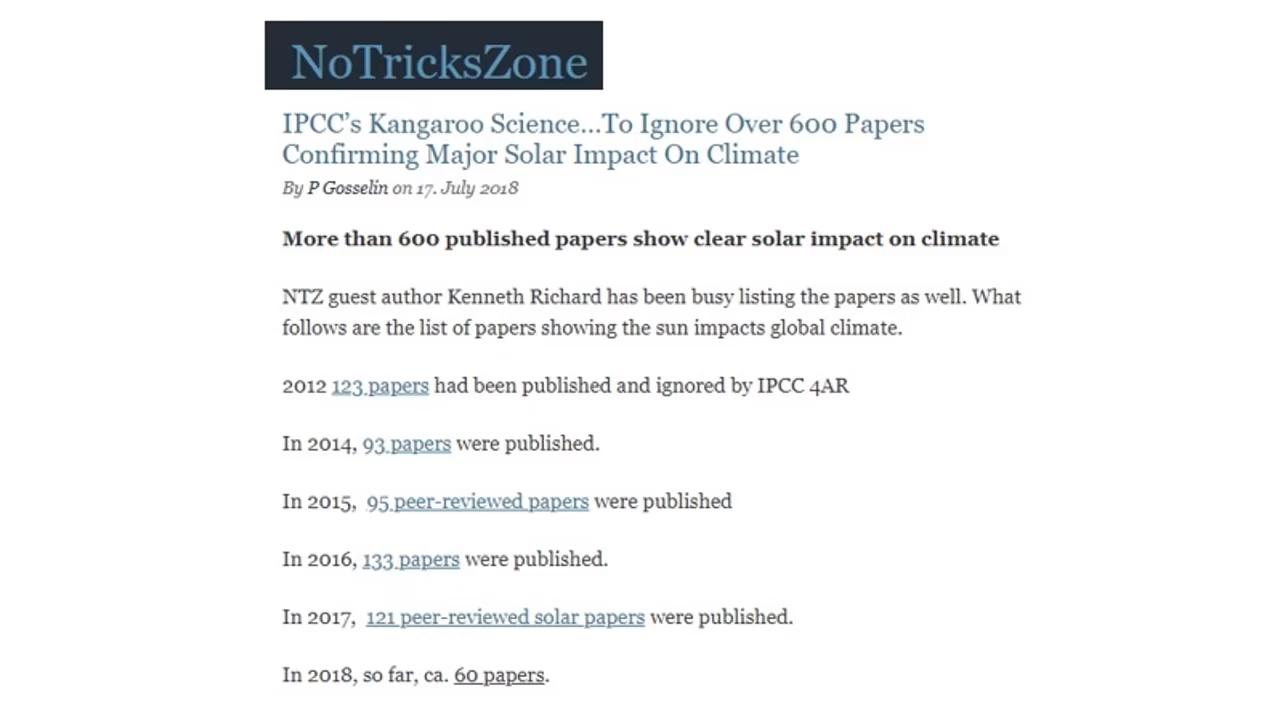 NoTricksZone
IPCC’s Kangaroo Science…To Ignore Over 600 Papers
Confirming Major Solar Impact On Climate
By P Gosselin on 17. July 2018
More than 600 published papers show clear solar impact on climate
NTZ guest author Kenneth Richard has been busy listing the papers as well. What
follows are the list of papers showing the sun impacts global climate.
2012 123 papers had been published and ignored by IPCC 4AR
In 2014, 93 papers were published.
In 2015, 95 peer-reviewed papers were published
In 2016, 133 papers were published.
In 2017, 121 peer-reviewed solar papers were published.
In 2018, so far, ca. 60 papers.